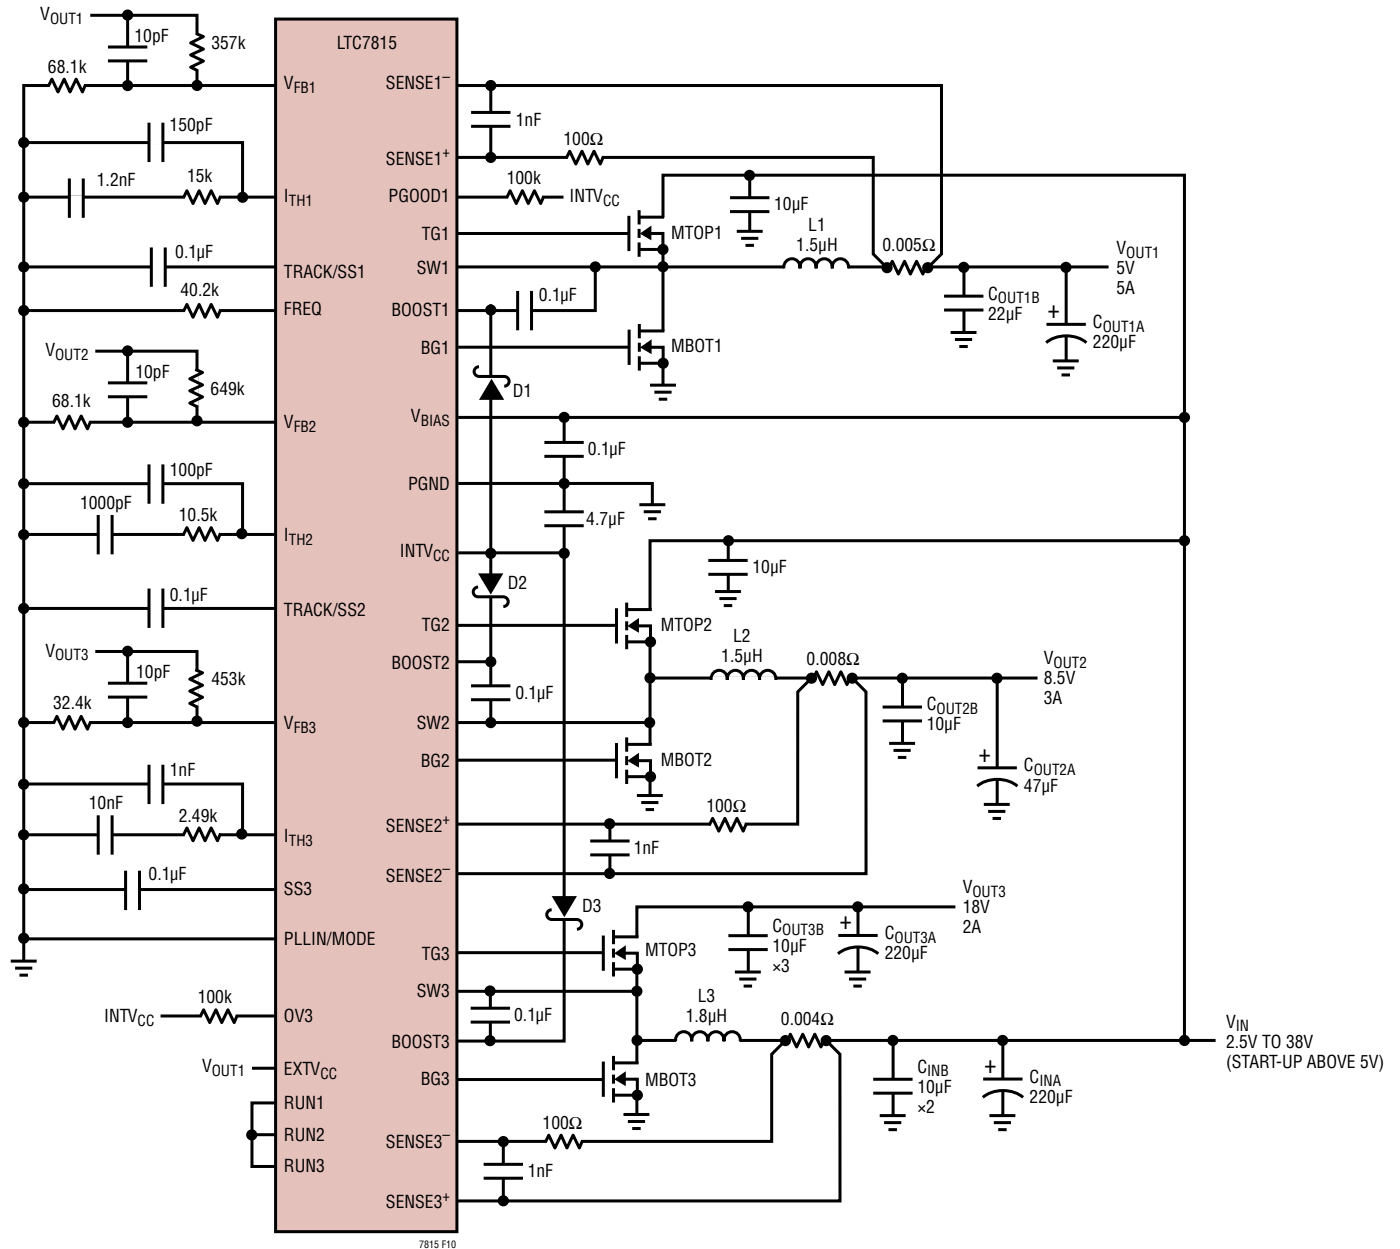 LTC7815
VOUT1
10pF
357k
68.1k
VFB1
150pF
1.2nF
15k
ITH1
0.1µF
TRACK/SS1
40.2k
FREQ
VOUT2
10pF
649k
68.1k
VFB2
100pF
1000pF
10.5k
ITH2
0.1µF
TRACK/SS2
VOUT3
10pF
453k
32.4k
VFB3
1nF
10nF
2.49k
ITH3
0.1µF
SS3
PLLIN/MODE
100k
INTVCC
OV3
VOUT1
EXTVCC
RUN1
RUN2
RUN3
SENSE1–
1nF
100Ω
SENSE1+
PGOOD1
100k
INTVCC
10µF
TG1
MTOP1
L1
1.5µH
0.005Ω
VOUT1
5V
5A
SW1
BOOST1
0.1µF
COUT1B
22µF
+
COUT1A
220µF
BG1
MBOT1
D1
VBIAS
0.1µF
PGND
4.7µF
INTVCC
10µF
D2
TG2
MTOP2
L2
1.5µH
0.008Ω
VOUT2
8.5V
3A
BOOST2
0.1µF
SW2
COUT2B
10µF
+
COUT2A
47µF
BG2
MBOT2
100Ω
SENSE2+
1nF
SENSE2–
D3
VOUT3
18V
2A
COUT3B
10µF
×3
+
COUT3A
220µF
TG3
MTOP3
SW3
0.1µF
BOOST3
L3
1.8µH
0.004Ω
VIN
2.5V TO 38V
(START-UP ABOVE 5V)
CINB
10µF
×2
+
CINA
220µF
BG3
MBOT3
100Ω
SENSE3–
1nF
SENSE3+
7815 F10